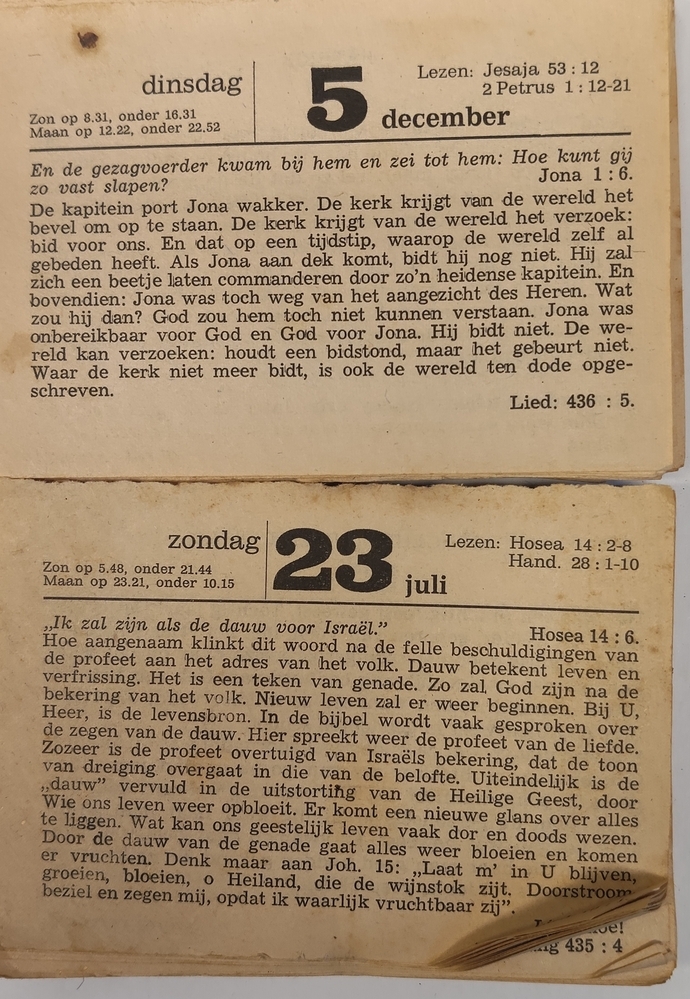 dinsdag
5
december
Lezen: Jesaja 53 : 12
2 Petrus 1 : 12-21
Zon op 8.31, onder 16.31
Maan op 12.22, onder 22.52
En de gezagvoerder kwam bij hem en zei tot hem: Hoe kunt gij
zo vast slapen?
Jona 1 : 6.
De kapitein port Jona wakker. De kerk krijgt van de wereld het
bevel om op te staan. De kerk krijgt van de wereld het verzoek:
bid voor ons. En dat op een tijdstip, waarop de wereld zelf al
gebeden heeft. Als Jona aan dek komt, bidt hij nog niet. Hij zal
zich een beetje laten commanderen door zo'n heidense kapitein. En
bovendien: Jona was toch weg van het aangezicht des Heren. Wat
zou hij dan? God zou hem toch niet kunnen verstaan. Jona was
onbereikbaar voor God en God voor Jona. Hij bidt niet. De we-
reld kan verzoeken: houdt een bidstond, maar het gebeurt niet.
Waar de kerk niet meer bidt, is ook de wereld ten dode opge-
schreven.
Lied: 436 : 5.
zondag
23
juli
Lezen: Hosea 14 : 2-8
Hand. 28 : 1-10
Zon op 5.48, onder 21.44
Maan op 23.21, onder 10.15
„Ik zal zijn als de dauw voor Israël.”
Hosea 14 : 6.
Hoe aangenaam klinkt dit woord na de felle beschuldigingen van
de profeet aan het adres van het volk. Dauw betekent leven en
verfrissing. Het is een teken van genade. Zo zal God zijn na de
bekering van het volk. Nieuw leven zal er weer beginnen. Bij U,
Heer, is de levensbron. In de bijbel wordt vaak gesproken over
de zegen van de dauw. Hier spreekt weer de profeet van de liefde.
Zozeer is de profeet overtuigd van Israëls bekering, dat de toon
van dreiging overgaat in die van de belofte. Uiteindelijk is de
„dauw” vervuld in de uitstorting van de Heilige Geest, door
Wie ons leven weer opbloeit. Er komt een nieuwe glans over alles
te liggen. Wat kan ons geestelijk leven vaak dor en doods wezen.
Door de dauw van de genade gaat alles weer bloeien en komen
er vruchten. Denk maar aan Joh. 15: „Laat m' in U blijven,
groeien, bloeien, o Heiland, die de wijnstok zijt. Doorstroom
beziel en zegen mij, opdat ik waarlijk vruchtbaar zij”.
435 : 4